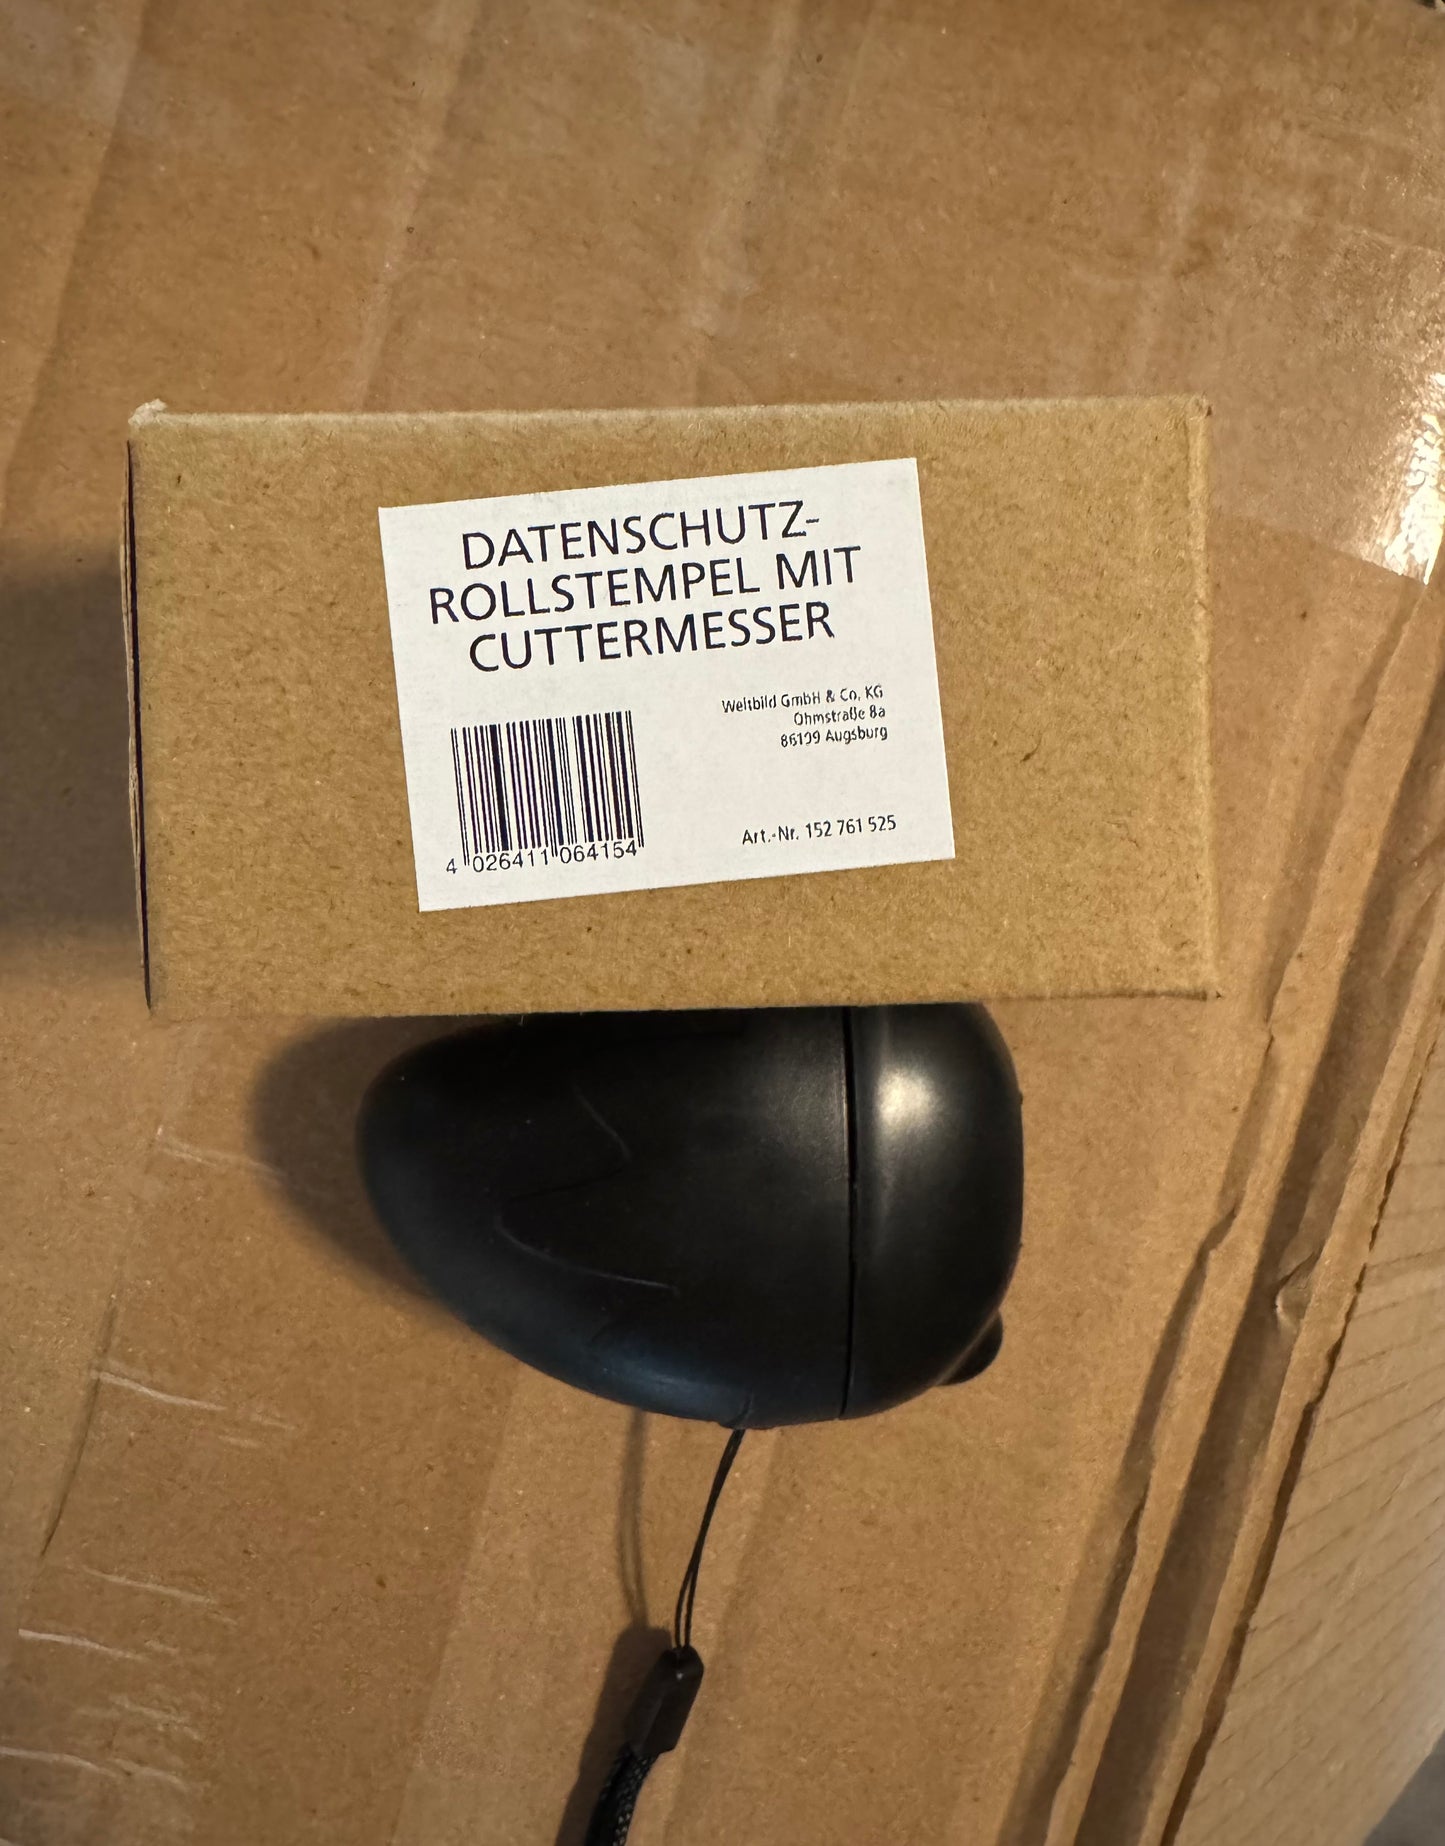 DATENSCHUTZ-
ROLLSTEMPEL MIT
CUTTERMESSER
Weltbild GmbH & Co. KG
Ohmstraße 8a
86199 Augsburg
4 026411 064154
Art.-Nr. 152 761 525